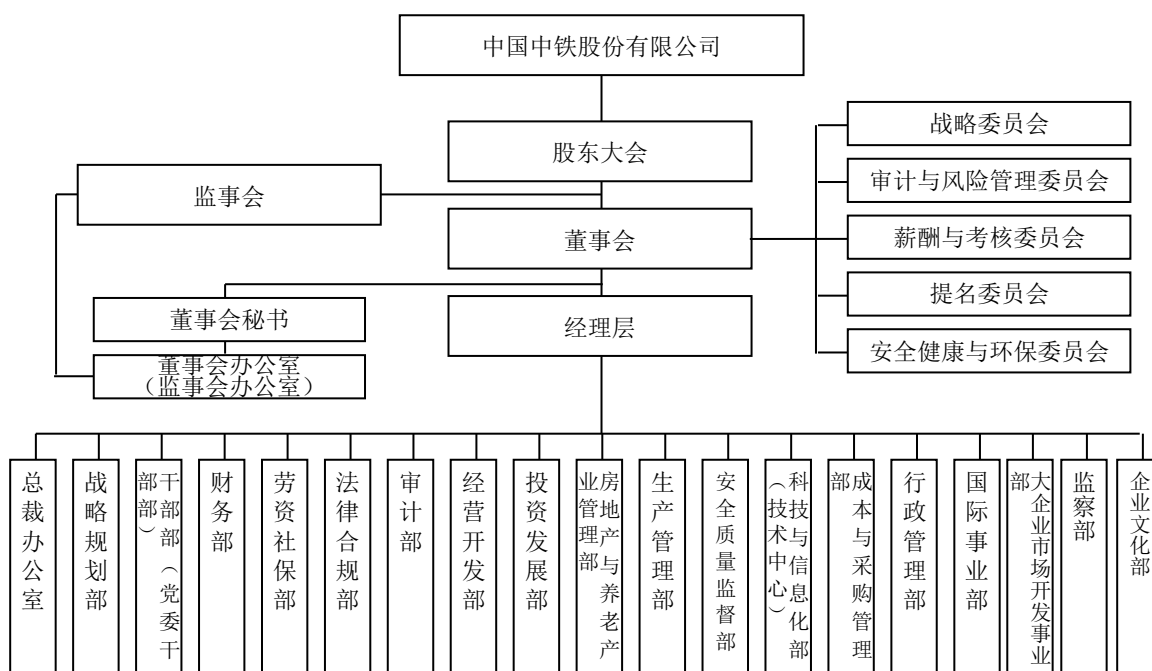 中国中铁股份有限公司
股东大会
监事会
董事会
战略委员会
审计与风险管理委员会
薪酬与考核委员会
提名委员会
安全健康与环保委员会
董事会秘书
经理层
董事会办公室
（监事会办公室）
总裁办公室
战略规划部
干部部（党委干
部部）
财务部
劳资社保部
法律合规部
审计部
经营开发部
投资发展部
房地产与养老产
业管理部
生产管理部
安全质量监督部
科技与信息化部
（技术中心）
成本与采购管理
部
行政管理部
国际事业部
大企业市场开发事业
部
监察部
企业文化部